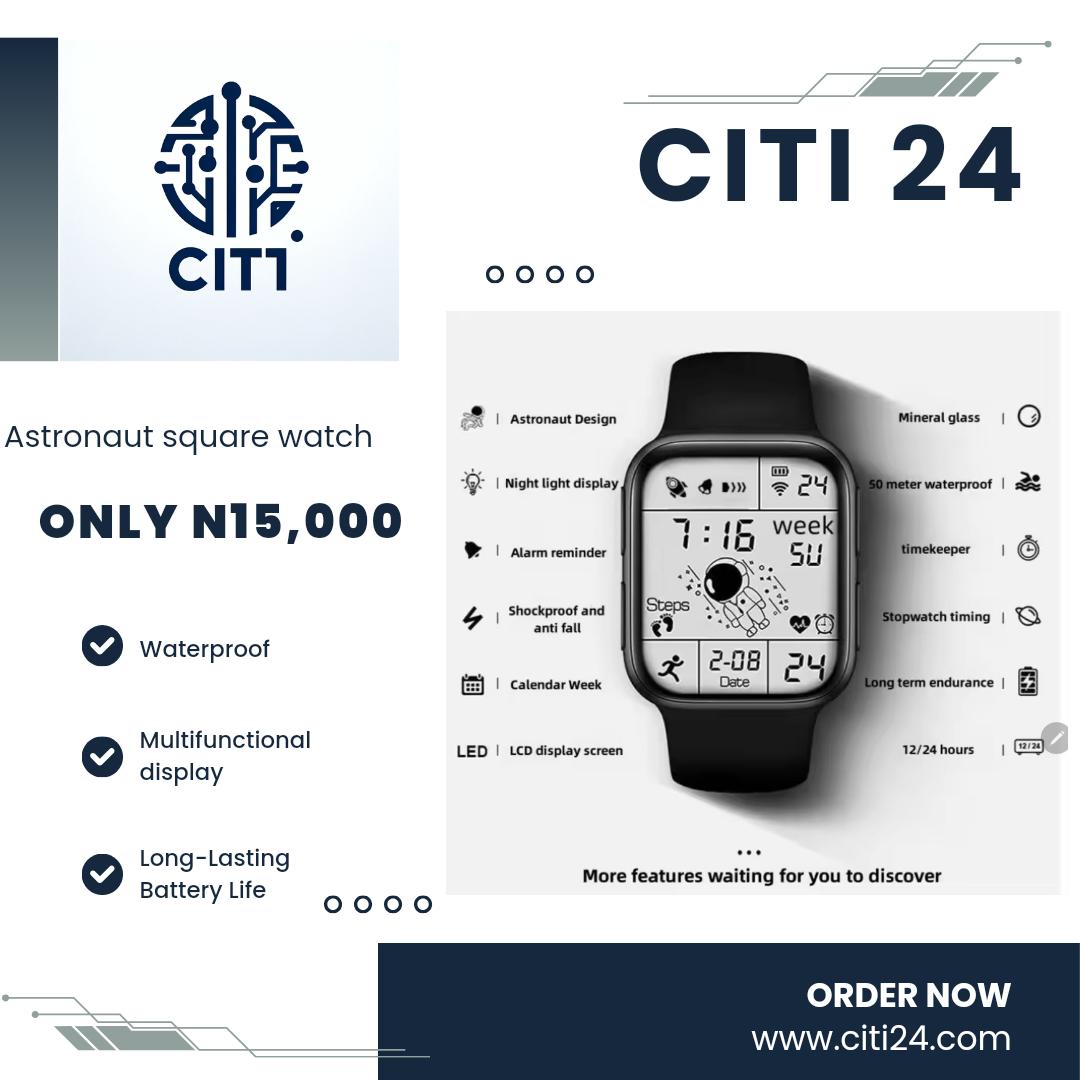 CITI
CITI 24
Astronaut square watch
ONLY N15,000
Waterproof
Multifunctional
display
Long-Lasting
Battery Life
Astronaut Design
Night light display
Alarm reminder
Shockproof and
anti fall
Calendar Week
LED
LCD display screen
24
7:16
week
SU
Steps
2-08
Date
24
Mineral glass
50 meter waterproof
timekeeper
Stopwatch timing
Long term endurance
12/24 hours
12/24
More features waiting for you to discover
ORDER NOW
www.citi24.com